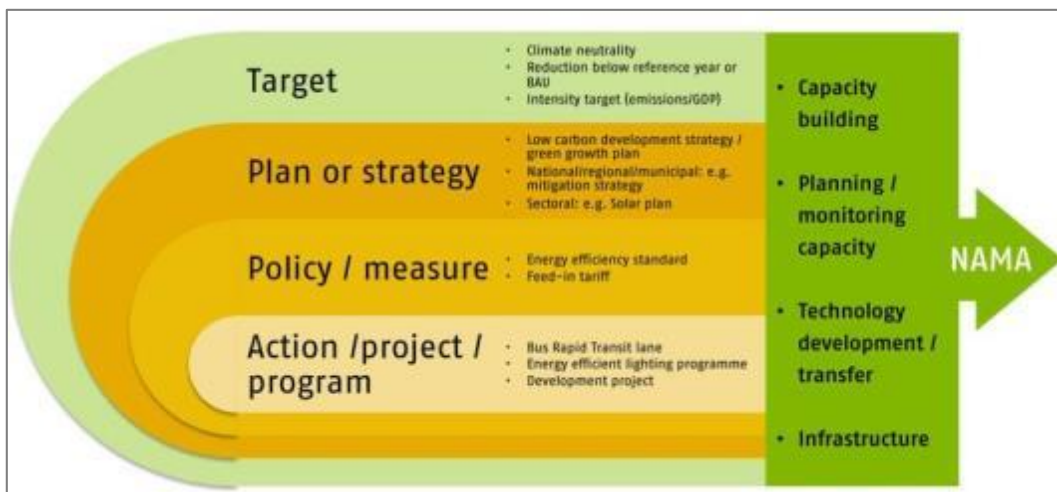 Target
• Climate neutrality
• Reduction below reference year or
BAU
• Intensity target (emissions/GDP)
Plan or strategy
• Low carbon development strategy /
green growth plan
• National/regional/municipal: e.g.
mitigation strategy
• Sectoral: e.g. Solar plan
Policy / measure
• Energy efficiency standard
• Feed-in tariff
Action /project /
program
• Bus Rapid Transit lane
• Energy efficient lighting programme
• Development project
• Capacity
building
• Planning /
monitoring
capacity
• Technology
development /
transfer
• Infrastructure
NAMA